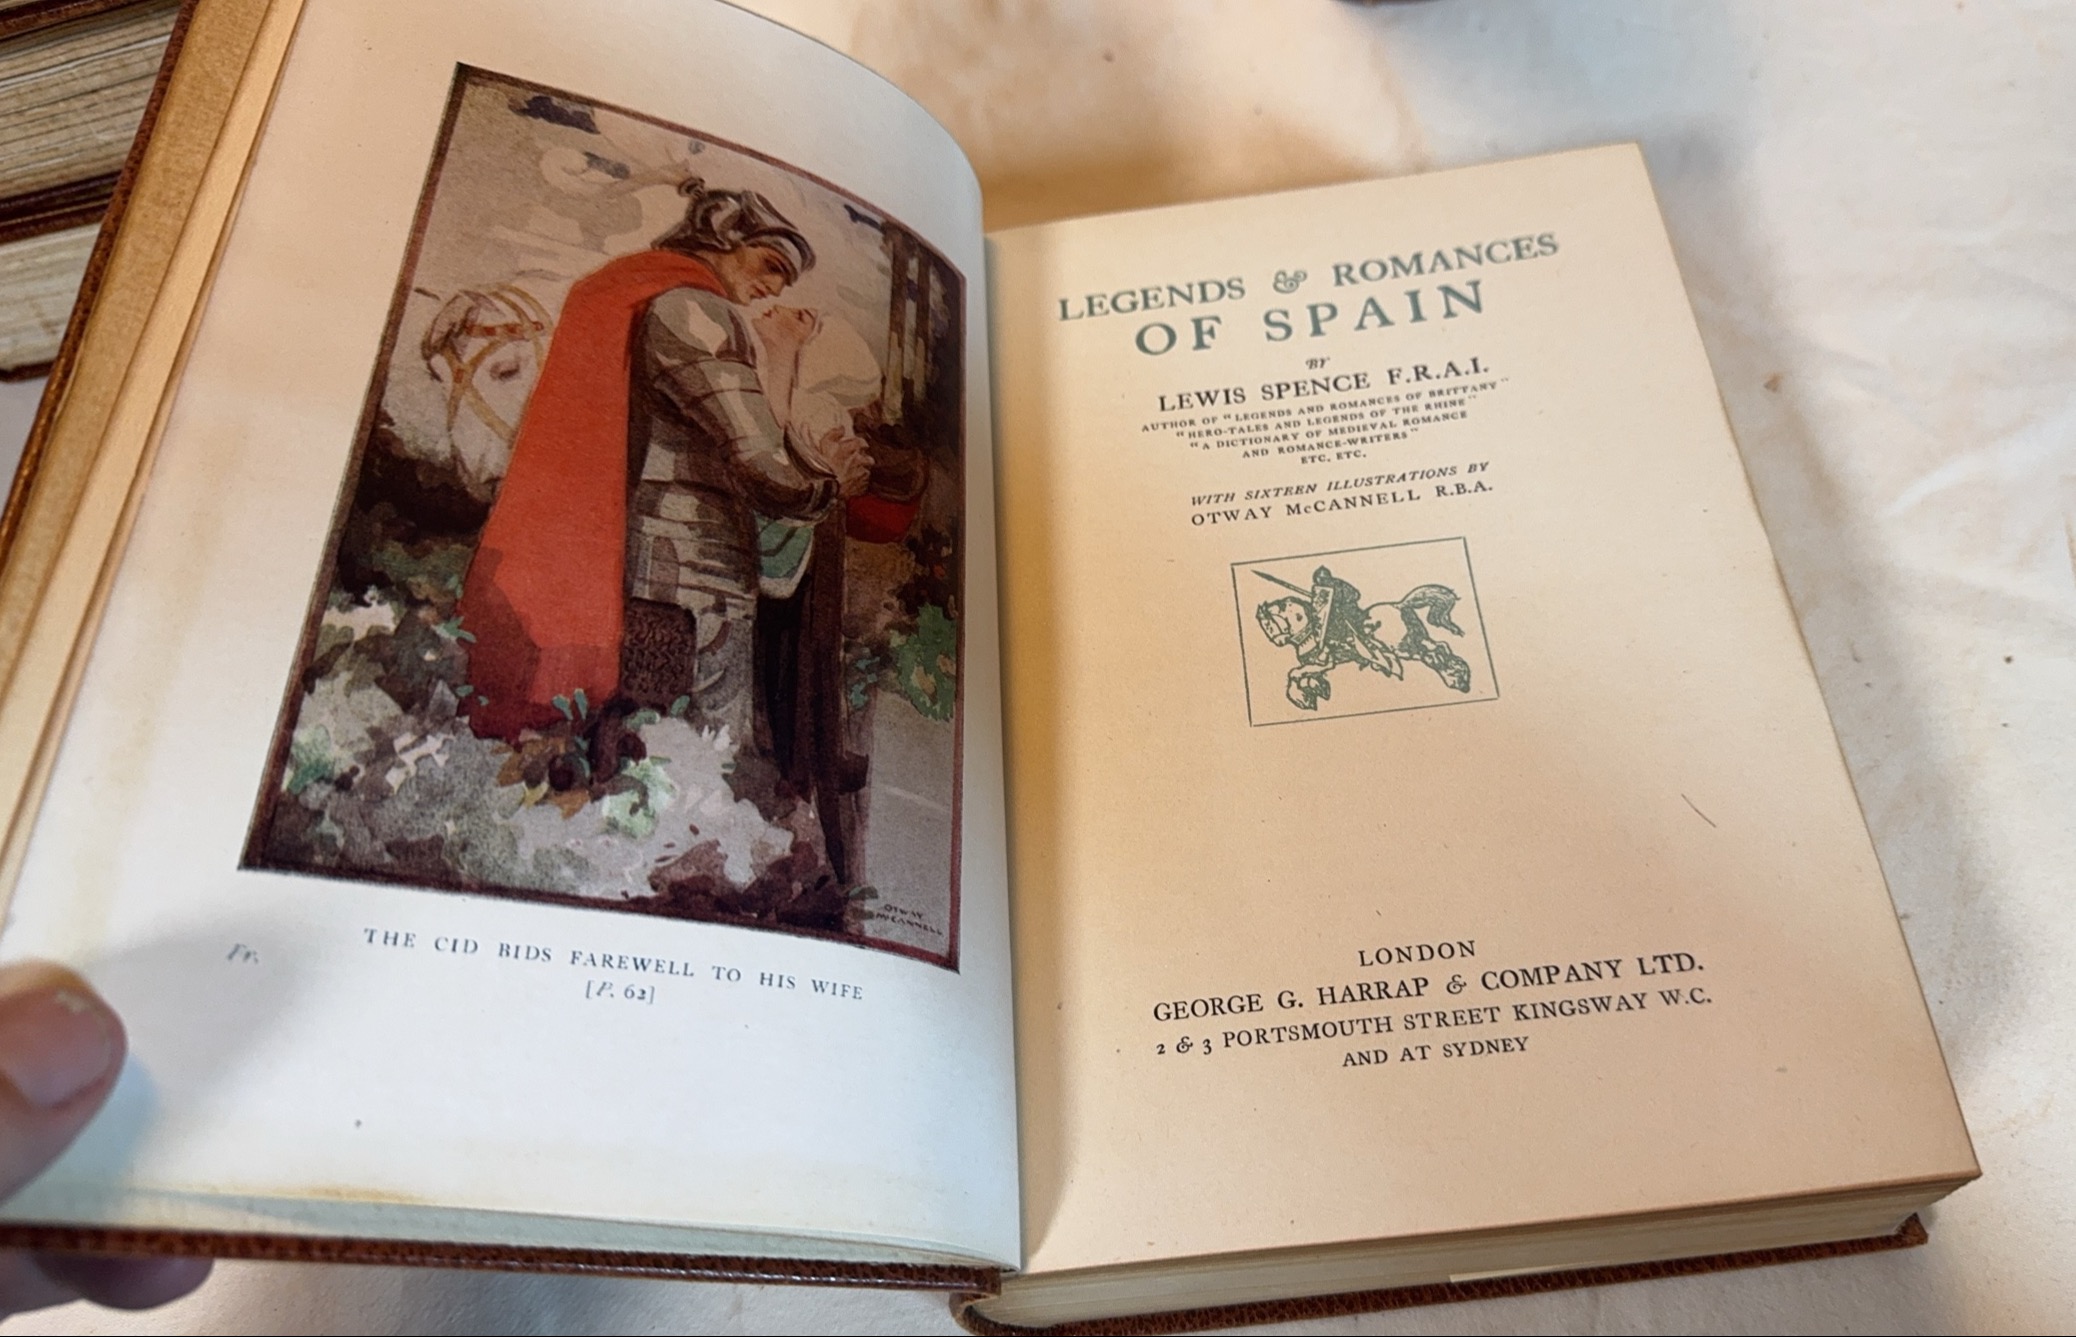 OTWAY
McCANNELL
Fr.
THE CID BIDS FAREWELL TO HIS WIFE
[P. 62]
LEGENDS & ROMANCES
OF SPAIN
BY
LEWIS SPENCE F.R.A.I.
AUTHOR OF "LEGENDS AND ROMANCES OF BRITTANY"
"HERO-TALES AND LEGENDS OF THE RHINE"
"A DICTIONARY OF MEDIEVAL ROMANCE
AND ROMANCE-WRITERS"
ETC. ETC.
WITH SIXTEEN ILLUSTRATIONS BY
OTWAY McCANNELL R.B.A.
LONDON
GEORGE G. HARRAP & COMPANY LTD.
2 & 3 PORTSMOUTH STREET KINGSWAY W.C.
AND AT SYDNEY